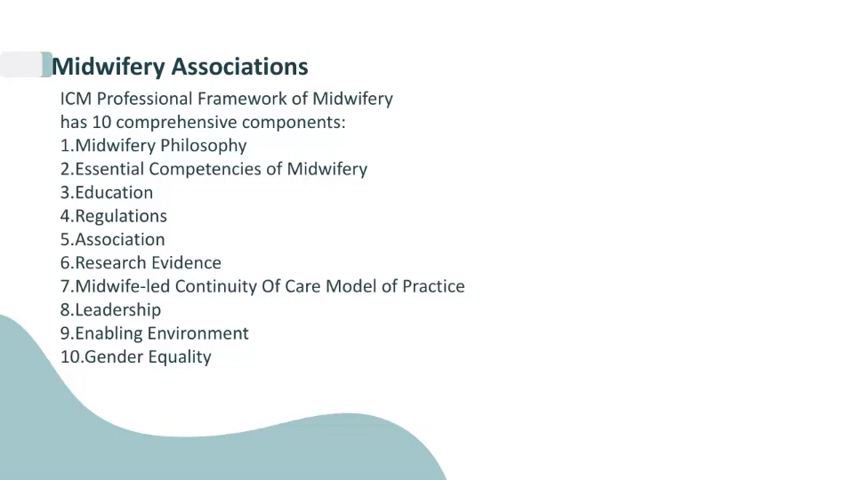 Midwifery Associations
ICM Professional Framework of Midwifery
has 10 comprehensive components:
1.Midwifery Philosophy
2.Essential Competencies of Midwifery
3.Education
4.Regulations
5.Association
6.Research Evidence
7.Midwife-led Continuity Of Care Model of Practice
8.Leadership
9.Enabling Environment
10.Gender Equality